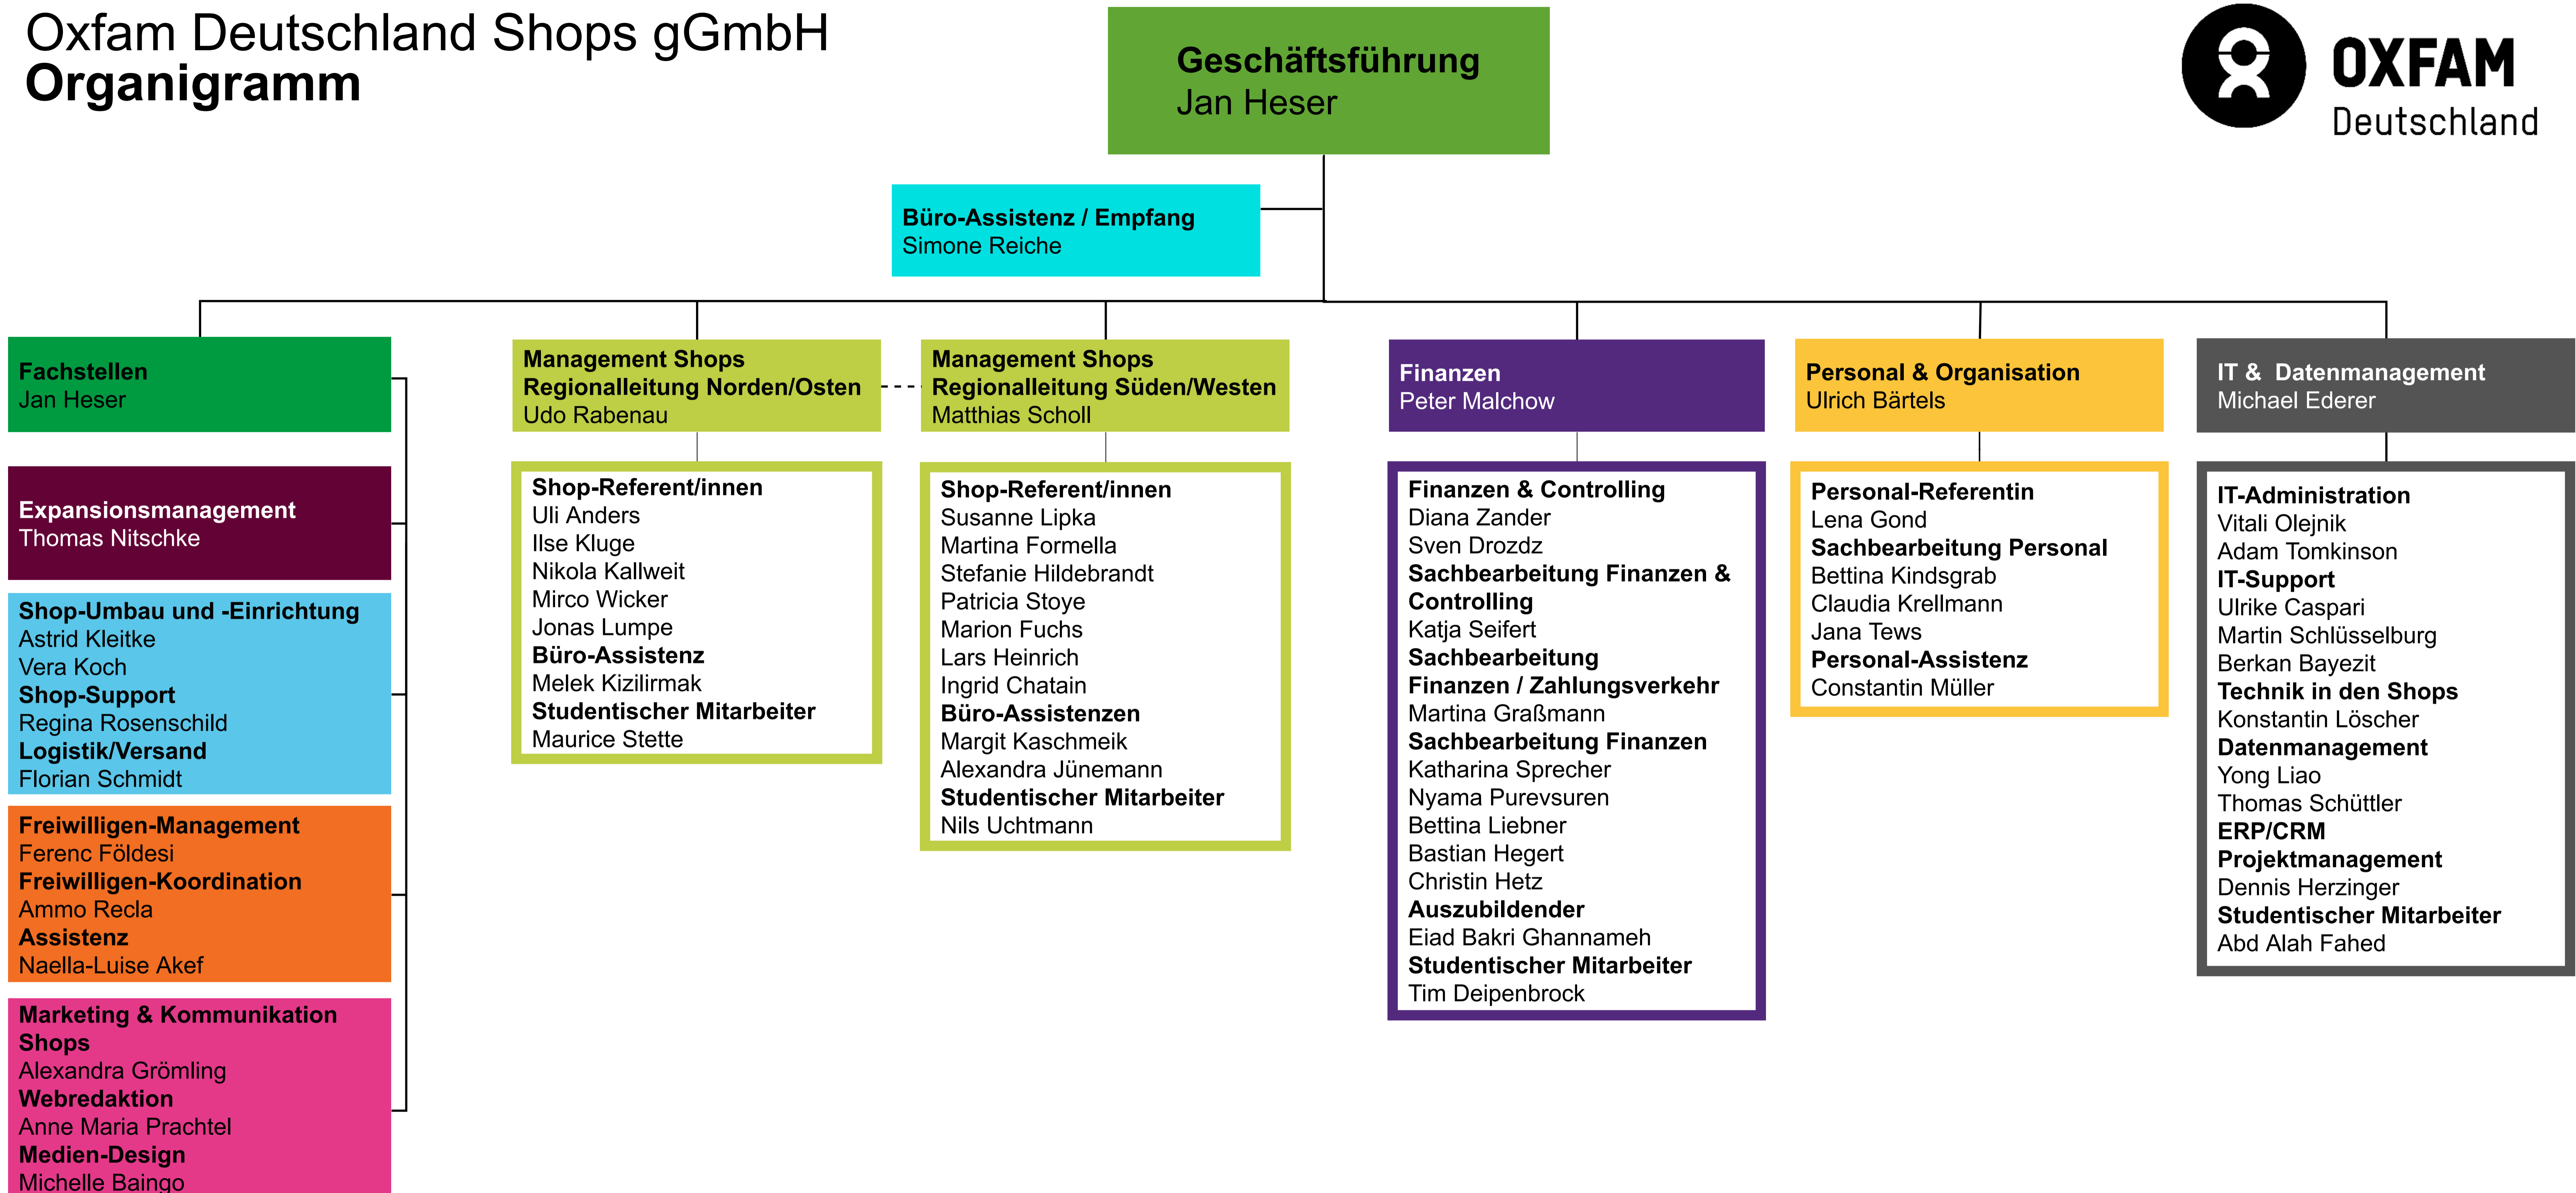 Oxfam Deutschland Shops gGmbH
Organigramm
Geschäftsführung
Jan Heser
OXFAM
Deutschland
Büro-Assistenz / Empfang
Simone Reiche
Fachstellen
Jan Heser
Expansionsmanagement
Thomas Nitschke
Shop-Umbau und -Einrichtung
Astrid Kleitke
Vera Koch
Shop-Support
Regina Rosenschild
Logistik/Versand
Florian Schmidt
Freiwilligen-Management
Ferenc Földesi
Freiwilligen-Koordination
Ammo Recla
Assistenz
Naella-Luise Akef
Marketing & Kommunikation
Shops
Alexandra Grömling
Webredaktion
Anne Maria Prachtel
Medien-Design
Michelle Baingo
Management Shops
Regionalleitung Norden/Osten
Udo Rabenau
Shop-Referent/innen
Uli Anders
Ilse Kluge
Nikola Kallweit
Mirco Wicker
Jonas Lumpe
Büro-Assistenz
Melek Kizilirmak
Studentischer Mitarbeiter
Maurice Stette
Management Shops
Regionalleitung Süden/Westen
Matthias Scholl
Shop-Referent/innen
Susanne Lipka
Martina Formella
Stefanie Hildebrandt
Patricia Stoye
Marion Fuchs
Lars Heinrich
Ingrid Chatain
Büro-Assistenzen
Margit Kaschmeik
Alexandra Jünemann
Studentischer Mitarbeiter
Nils Uchtmann
Finanzen
Peter Malchow
Finanzen & Controlling
Diana Zander
Sven Drozdz
Sachbearbeitung Finanzen &
Controlling
Katja Seifert
Sachbearbeitung
Finanzen / Zahlungsverkehr
Martina Graßmann
Sachbearbeitung Finanzen
Katharina Sprecher
Nyama Purevsuren
Bettina Liebner
Bastian Hegert
Christin Hetz
Auszubildender
Eiad Bakri Ghannameh
Studentischer Mitarbeiter
Tim Deipenbrock
Personal & Organisation
Ulrich Bärtels
Personal-Referentin
Lena Gond
Sachbearbeitung Personal
Bettina Kindsgrab
Claudia Krellmann
Jana Tews
Personal-Assistenz
Constantin Müller
IT & Datenmanagement
Michael Ederer
IT-Administration
Vitali Olejnik
Adam Tomkinson
IT-Support
Ulrike Caspari
Martin Schlüsselburg
Berkan Bayezit
Technik in den Shops
Konstantin Löscher
Datenmanagement
Yong Liao
Thomas Schüttler
ERP/CRM
Projektmanagement
Dennis Herzinger
Studentischer Mitarbeiter
Abd Alah Fahed